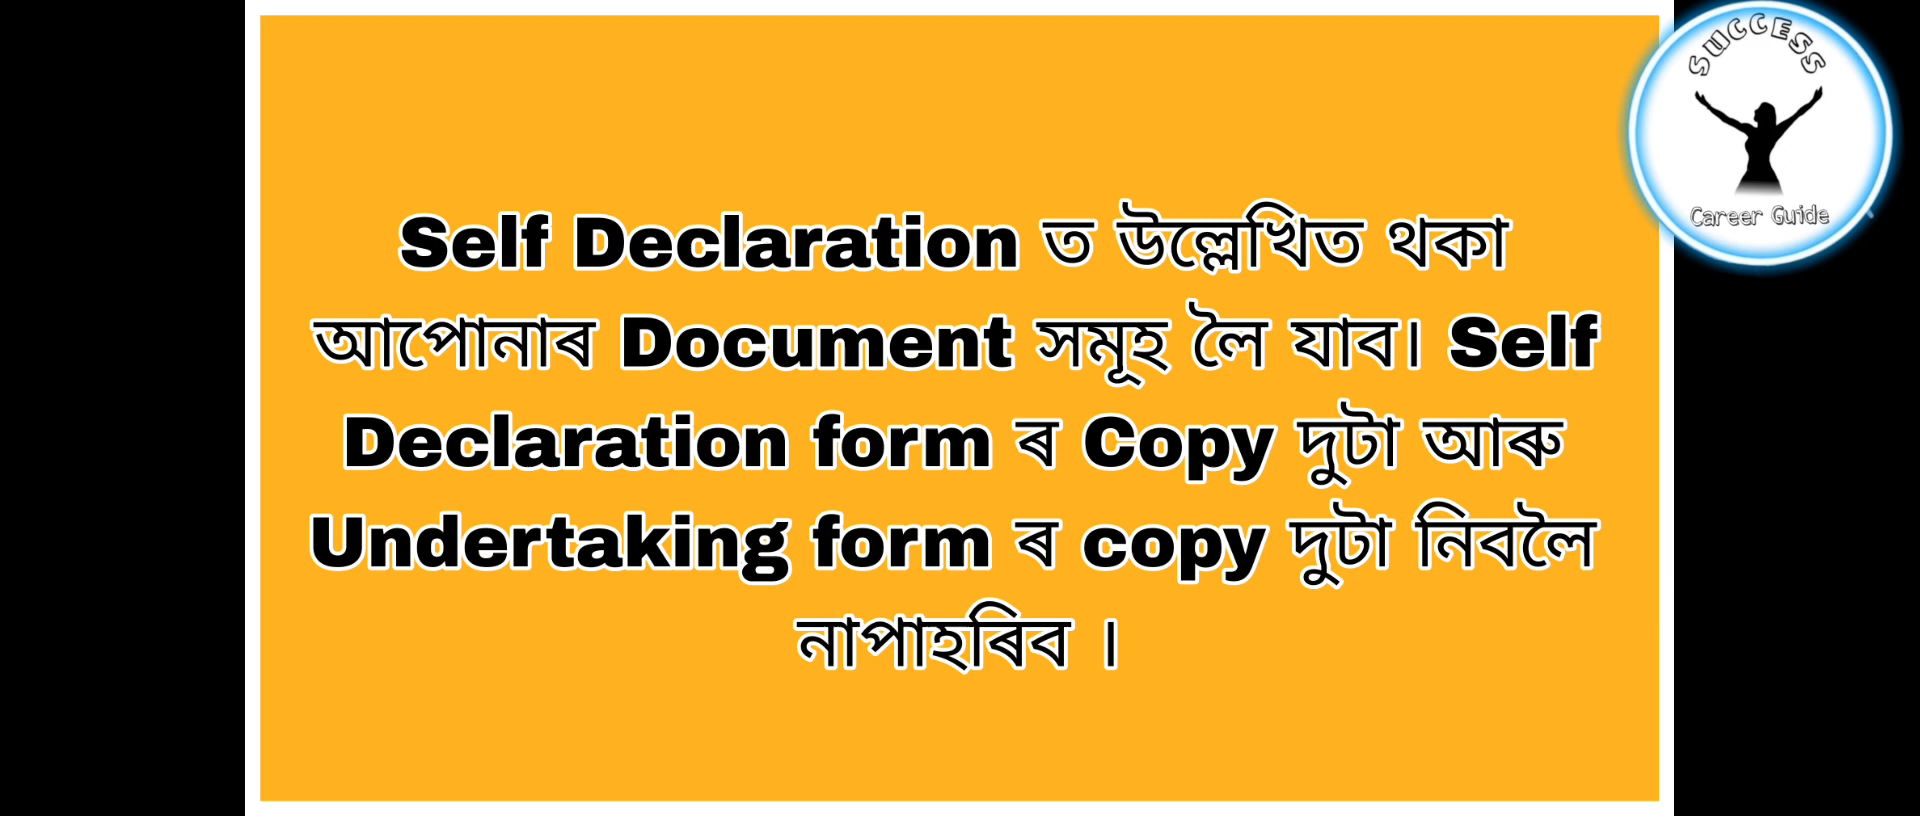 SUCCESS
Career Guide
Self Declaration ত উল্লেখিত থকা
আপোনাৰ Document সমূহ লৈ যাব। Self
Declaration form ৰ Copy দুটা আৰু
Undertaking form ৰ copy দুটা নিবলৈ
নাপাহৰিব ।